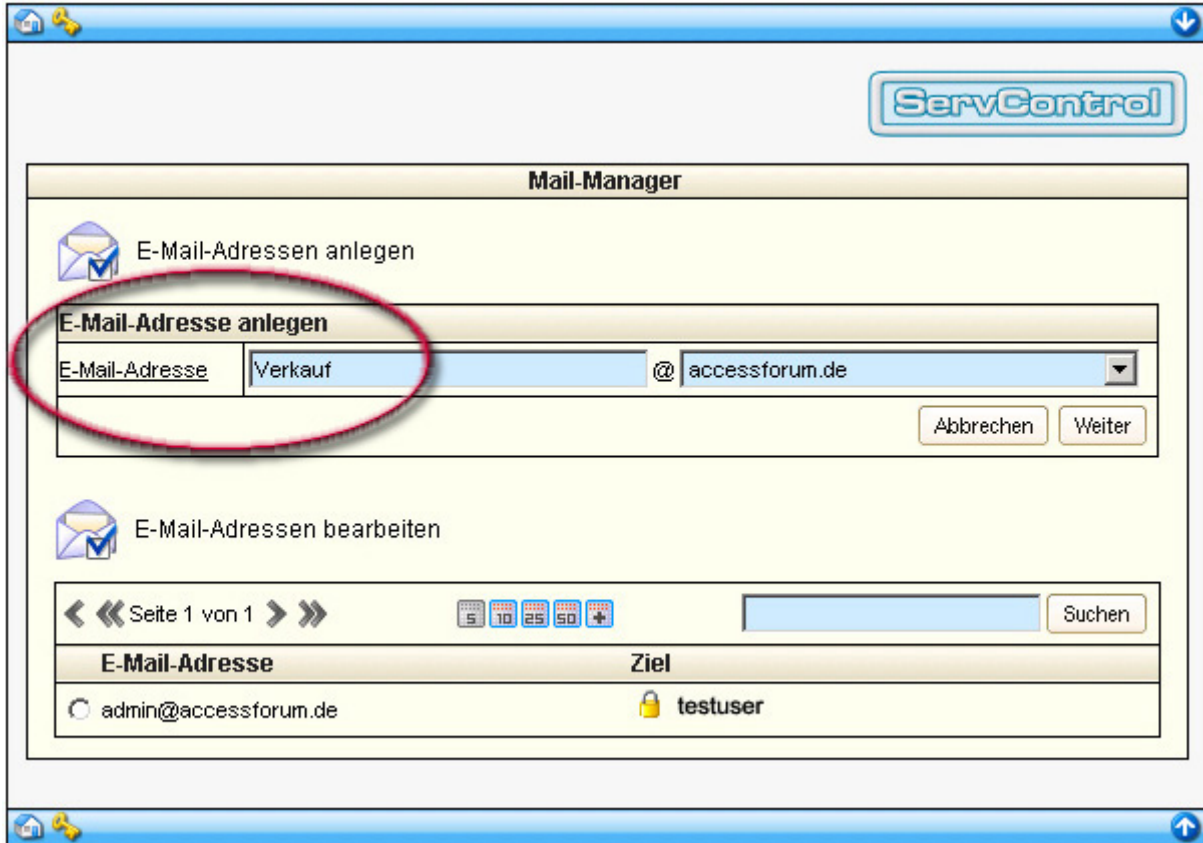 ServControl
Mail-Manager
E-Mail-Adressen anlegen
E-Mail-Adresse anlegen
E-Mail-Adresse Verkauf @ accessforum.de
Abbrechen Weiter
E-Mail-Adressen bearbeiten
Seite 1 von 1 5 10 25 50 + Suchen
E-Mail-Adresse Ziel
admin@accessforum.de testuser